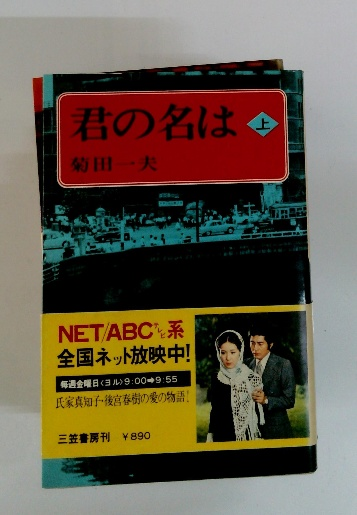 君の名は 上
菊田一夫
NET/ABCテレビ系
全国ネット放映中!
毎週金曜日〈ヨル〉9:00➡9:55
氏家真知子・後宮春樹の愛の物語!
三笠書房刊 ¥890